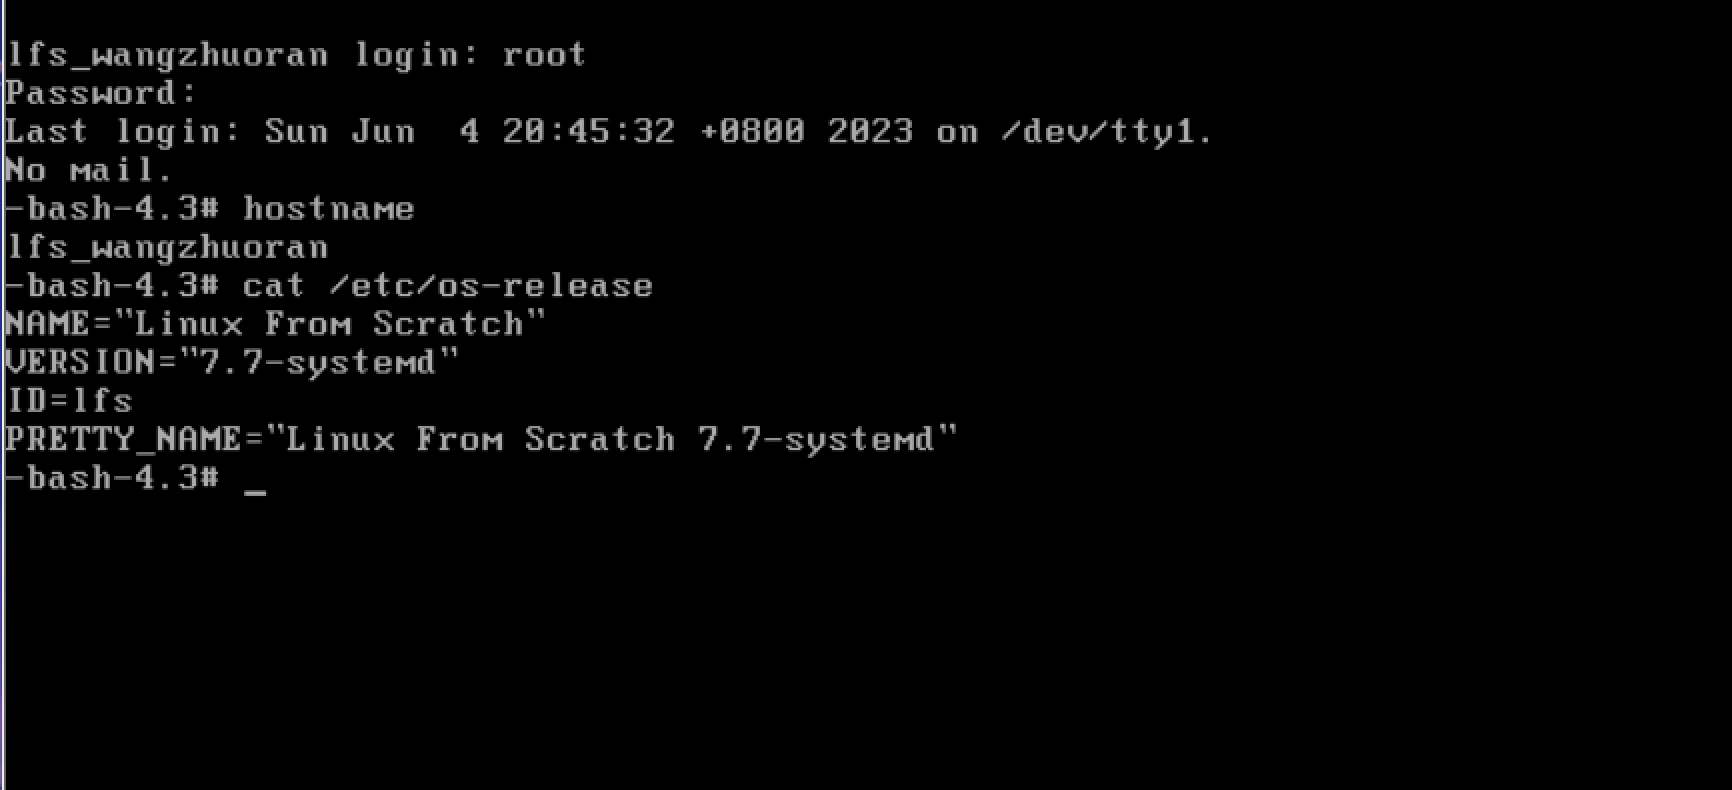 lfs_wangzhuoran login: root
Password:
Last login: Sun Jun  4 20:45:32 +0800 2023 on /dev/tty1.
No mail.
-bash-4.3# hostname
lfs_wangzhuoran
-bash-4.3# cat /etc/os-release
NAME="Linux From Scratch"
VERSION="7.7-systemd"
ID=lfs
PRETTY_NAME="Linux From Scratch 7.7-systemd"
-bash-4.3# _